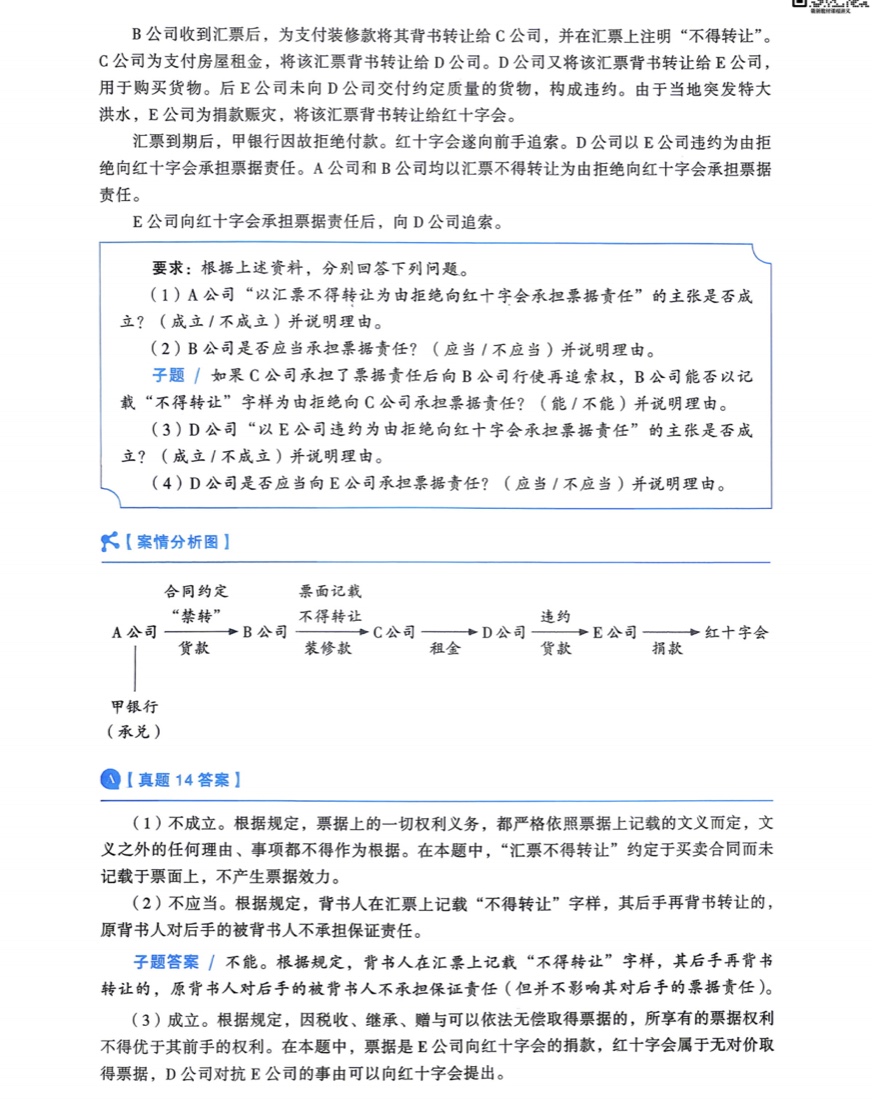 B 公司收到汇票后，为支付装修款将其背书转让给 C 公司，并在汇票上注明“不得转让”。
C 公司为支付房屋租金，将该汇票背书转让给 D 公司。D 公司又将该汇票背书转让给 E 公司，
用于购买货物。后 E 公司未向 D 公司交付约定质量的货物，构成违约。由于当地突发特大
洪水，E 公司为捐款赈灾，将该汇票背书转让给红十字会。
汇票到期后，甲银行因故拒绝付款。红十字会遂向前手追索。D 公司以 E 公司违约为由拒
绝向红十字会承担票据责任。A 公司和 B 公司均以汇票不得转让为由拒绝向红十字会承担票据
责任。
E 公司向红十字会承担票据责任后，向 D 公司追索。
要求：根据上述资料，分别回答下列问题。
（1）A 公司“以汇票不得转让为由拒绝向红十字会承担票据责任”的主张是否成
立？（成立 / 不成立）并说明理由。
（2）B 公司是否应当承担票据责任？（应当 / 不应当）并说明理由。
子题 / 如果 C 公司承担了票据责任后向 B 公司行使再追索权，B 公司能否以记
载“不得转让”字样为由拒绝向 C 公司承担票据责任？（能 / 不能）并说明理由。
（3）D 公司“以 E 公司违约为由拒绝向红十字会承担票据责任”的主张是否成
立？（成立 / 不成立）并说明理由。
（4）D 公司是否应当向 E 公司承担票据责任？（应当 / 不应当）并说明理由。
【案情分析图】
合同约定 票面记载
“禁转” 不得转让 违约
A 公司 B 公司 C 公司 D 公司 E 公司 红十字会
货款 装修款 租金 货款 捐款
甲银行
（承兑）
【真题 14 答案】
（1）不成立。根据规定，票据上的一切权利义务，都严格依照票据上记载的文义而定，文
义之外的任何理由、事项都不得作为根据。在本题中，“汇票不得转让”约定于买卖合同而未
记载于票面上，不产生票据效力。
（2）不应当。根据规定，背书人在汇票上记载“不得转让”字样，其后手再背书转让的，
原背书人对后手的被背书人不承担保证责任。
子题答案 / 不能。根据规定，背书人在汇票上记载“不得转让”字样，其后手再背书
转让的，原背书人对后手的被背书人不承担保证责任（但并不影响其对后手的票据责任）。
（3）成立。根据规定，因税收、继承、赠与可以依法无偿取得票据的，所享有的票据权利
不得优于其前手的权利。在本题中，票据是 E 公司向红十字会的捐款，红十字会属于无对价取
得票据，D 公司对抗 E 公司的事由可以向红十字会提出。